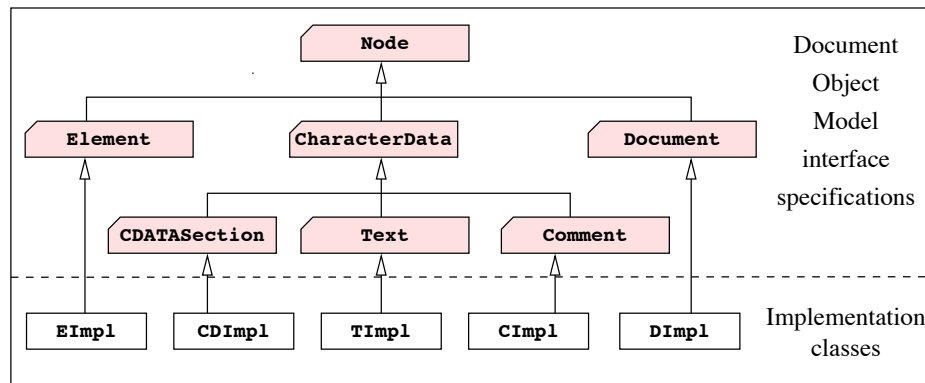 Node
Document
Object
Model
interface
specifications
Element
CharacterData
Document
CDATASection
Text
Comment
EImpl
CDImpl
TImpl
CImpl
DImpl
Implementation
classes